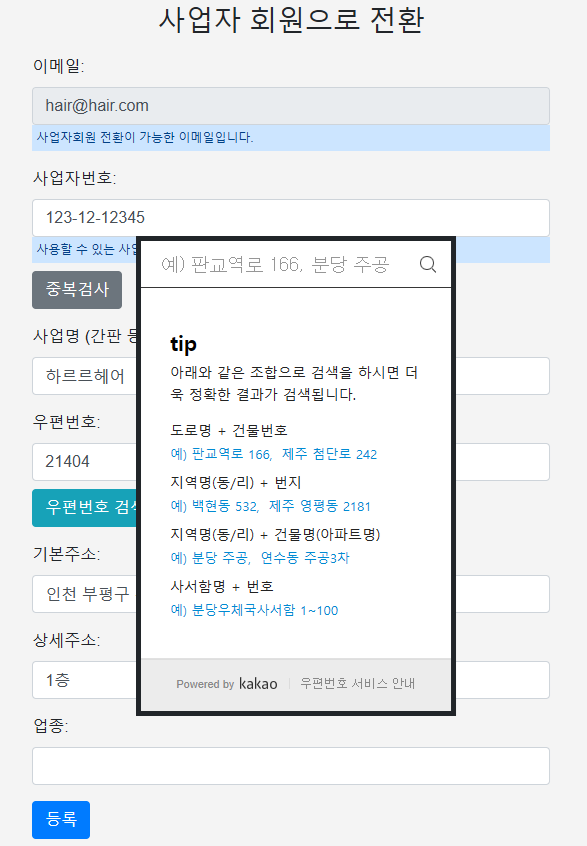 사업자 회원으로 전환
이메일:
hair@hair.com
사업자회원 전환이 가능한 이메일입니다.
사업자번호:
123-12-12345
사용할 수 있는
중복검사
사업명 (간판
하르르헤어
우편번호:
21404
우편번호
기본주소:
인천 부평구
상세주소:
1층
업종:
등록
예) 판교역로 166, 분당 주공
tip
아래와 같은 조합으로 검색을 하시면 더
욱 정확한 결과가 검색됩니다.
도로명 + 건물번호
예) 판교역로 166, 제주 첨단로 242
지역명(동/리) + 번지
예) 백현동 532, 제주 영평동 2181
지역명(동/리) + 건물명(아파트명)
예) 분당 주공, 연수동 주공3차
사서함명 + 번호
예) 분당우체국사서함 1~100
Powered by kakao | 우편번호 서비스 안내